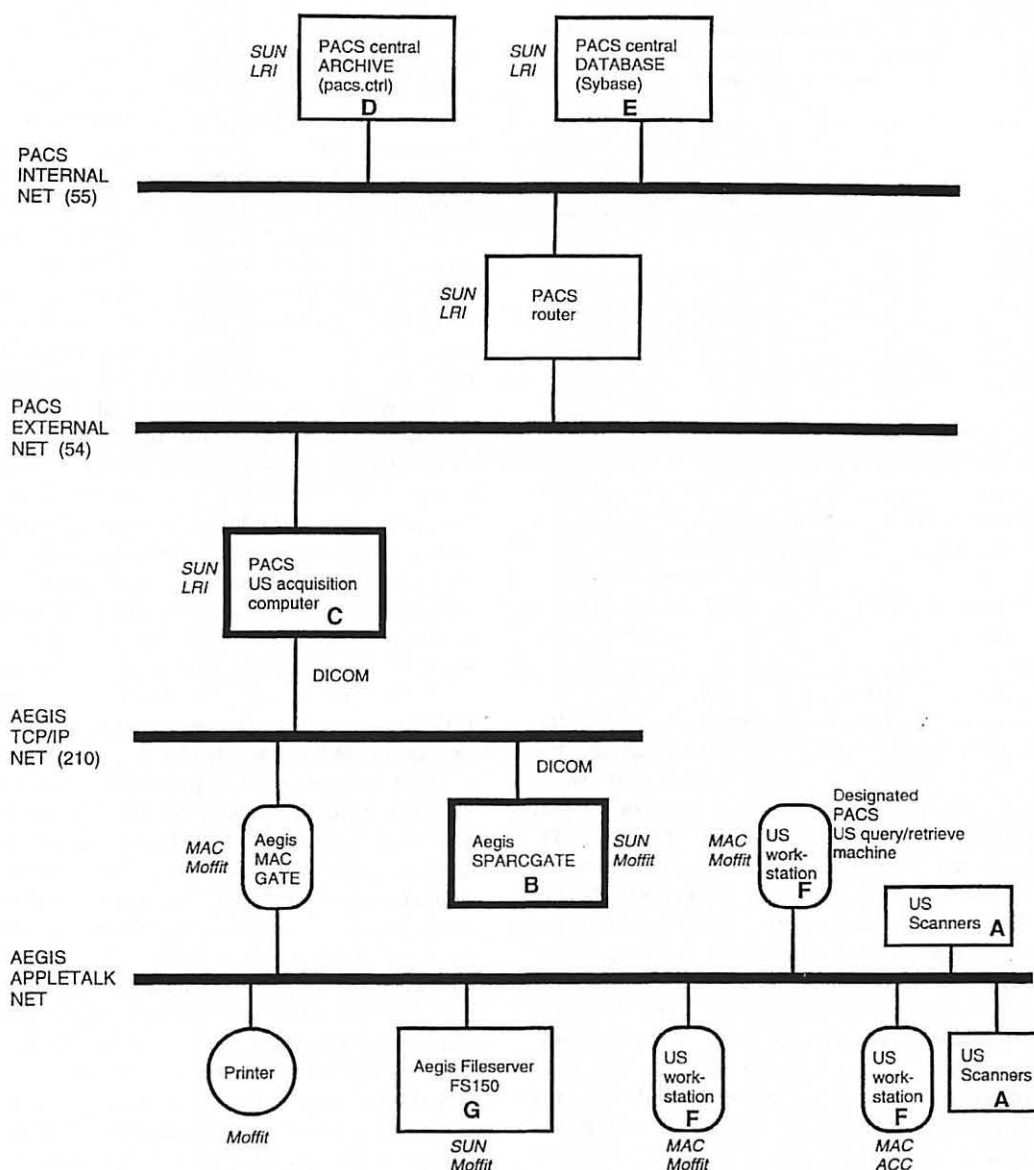 SUN
LRI
PACS central
ARCHIVE
(pacs.ctrl)
D
SUN
LRI
PACS central
DATABASE
(Sybase)
E
PACS
INTERNAL
NET (55)
SUN
LRI
PACS
router
PACS
EXTERNAL
NET (54)
SUN
LRI
PACS
US acquisition
computer
C
DICOM
AEGIS
TCP/IP
NET (210)
DICOM
MAC
Moffit
Aegis
MAC
GATE
Aegis
SPARCGATE
B
SUN
Moffit
MAC
Moffit
US
work-
station
F
Designated
PACS
US query/retrieve
machine
US
Scanners
A
AEGIS
APPLETALK
NET
Printer
Moffit
Aegis Fileserver
FS150
G
SUN
Moffit
US
work-
station
F
MAC
Moffit
US
work-
station
F
MAC
ACC
US
Scanners
A